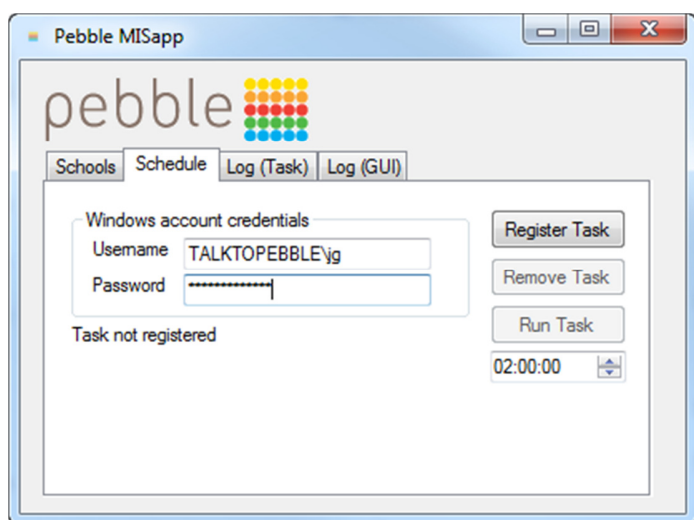 Pebble MISapp
pebble
Schools Schedule Log (Task) Log (GUI)
Windows account credentials
Username TALKTOPEBBLE\jg
Password *************
Task not registered
Register Task
Remove Task
Run Task
02:00:00